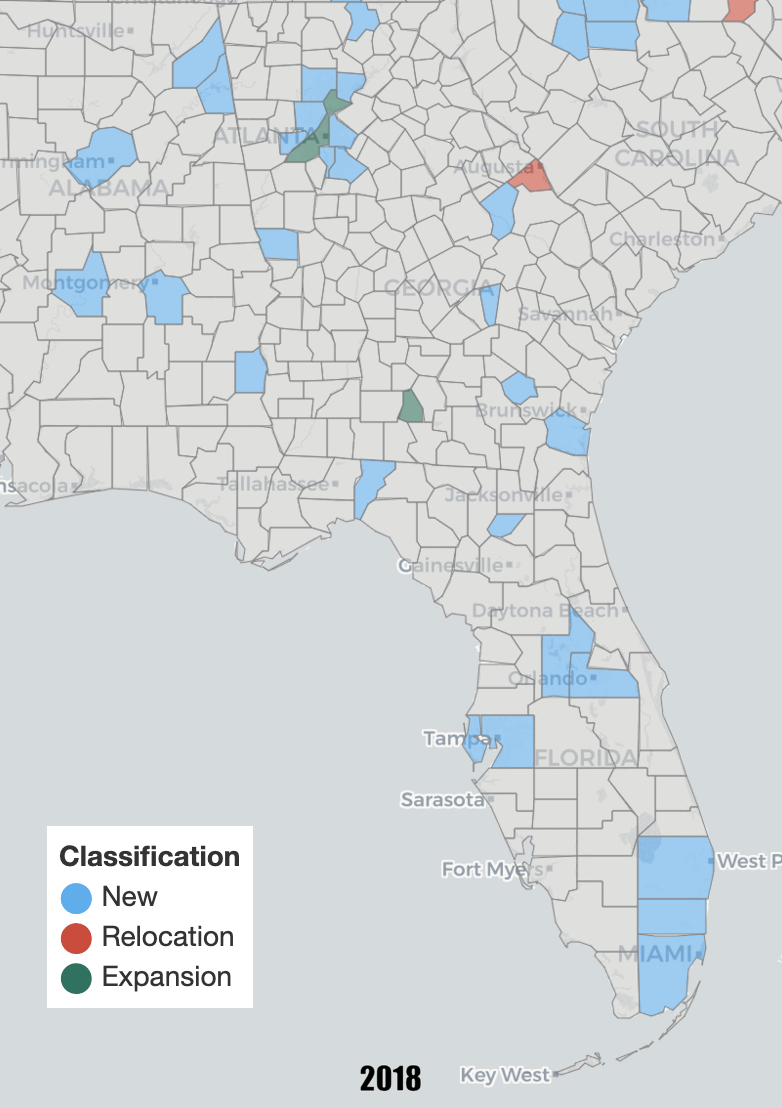 Huntsville
ATLANTA
SOUTH
CAROLINA
mingham
Augusta
ALABAMA
Charleston
Montgomery
GEORGIA
Savannah
Brunswick
nsacola
Tallahassee
Jacksonville
Gainesville
Daytona Beach
Orlando
Tampa
FLORIDA
Sarasota
West P
Fort Myers
MIAMI
Classification
New
Relocation
Expansion
2018
Key West